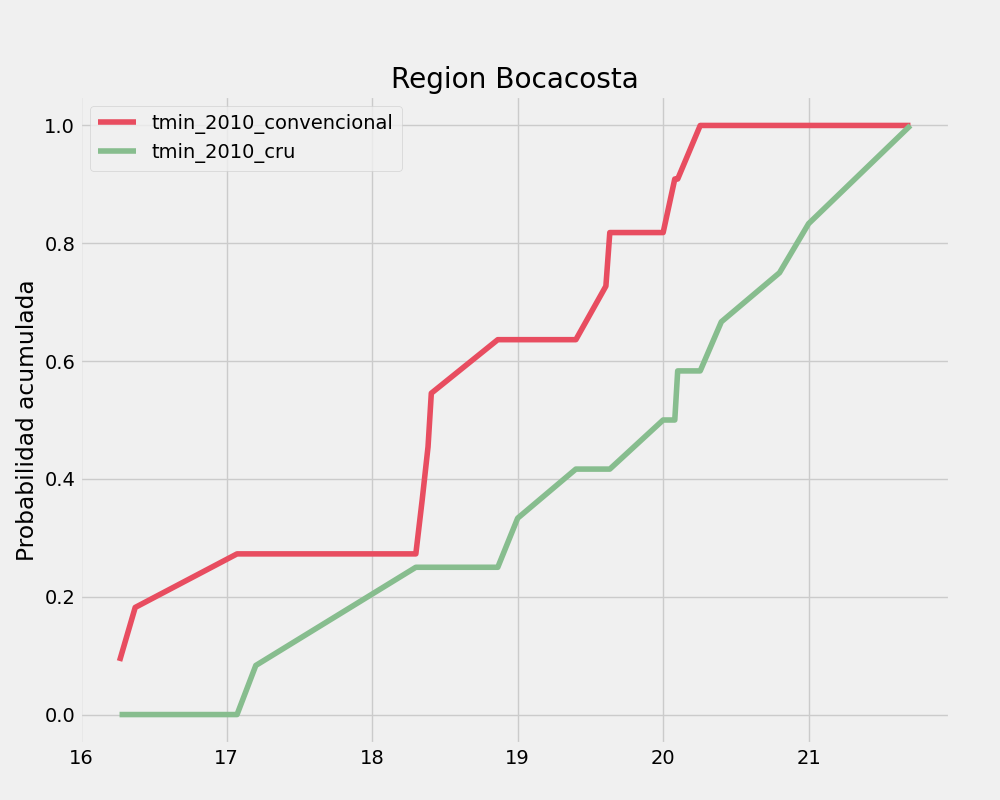 Region Bocacosta
tmin_2010_convencional
tmin_2010_cru
Probabilidad acumulada
1.0
0.8
0.6
0.4
0.2
0.0
16 17 18 19 20 21